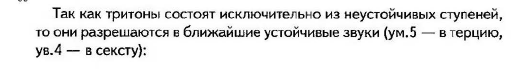 Так как тритоны состоят исключительно из неустойчивых ступеней,
то они разрешаются в ближайшие устойчивые звуки (ум.5 — в терцию,
ув.4 — в сексту):